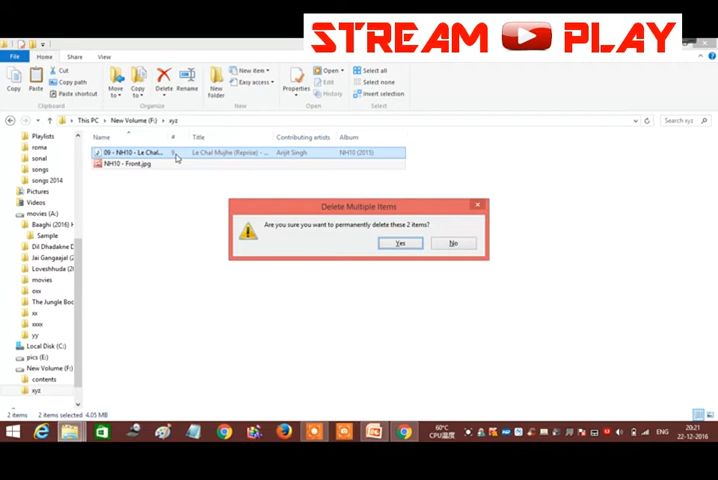 STREAM PLAY
File Home Share View
Copy Paste Cut Copy path Paste shortcut Move to Copy to Delete Rename New folder New item Easy access Properties Open Edit History Select all Select none Invert selection
Clipboard Organize New Open Select
This PC New Volume (F:) xyz Search xyz
Name # Title Contributing artists Album
09 - NH10 - Le Chal... 9 Le Chal Mujhe (Reprise) - ... Arijit Singh NH10 (2015)
NH10 - Front.jpg
Playlists
roma
sonal
songs
songs 2014
Pictures
Videos
movies (A:)
Baaghi (2016) H
Sample
Dil Dhadakne D
Jai Gangaajal
Loveshhuda (20
movies
oxx
The Jungle Boo
xx
xxxx
yy
Local Disk (C:)
pics (E:)
New Volume (F:)
contents
xyz
Delete Multiple Items
Are you sure you want to permanently delete these 2 items?
Yes No
2 items 2 items selected 4.05 MB
60℃
CPU温度
ENG
20:21
22-12-2016